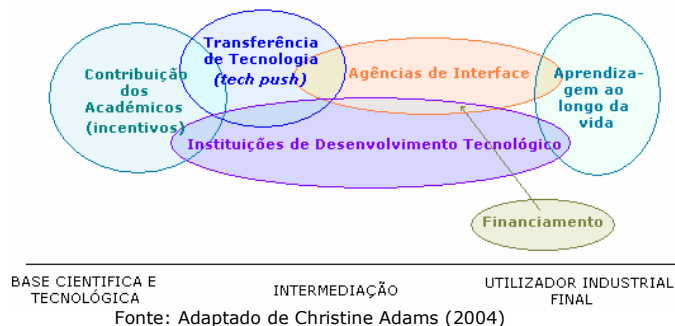 Transferência
de Tecnologia
(tech push)
Contribuição
dos
Académicos
(incentivos)
Agências de Interface
Aprendiza-
gem ao
longo da
vida
Instituições de Desenvolvimento Tecnológico
Financiamento
BASE CIENTIFICA E
TECNOLÓGICA
INTERMEDIAÇÃO
UTILIZADOR INDUSTRIAL
FINAL
Fonte: Adaptado de Christine Adams (2004)